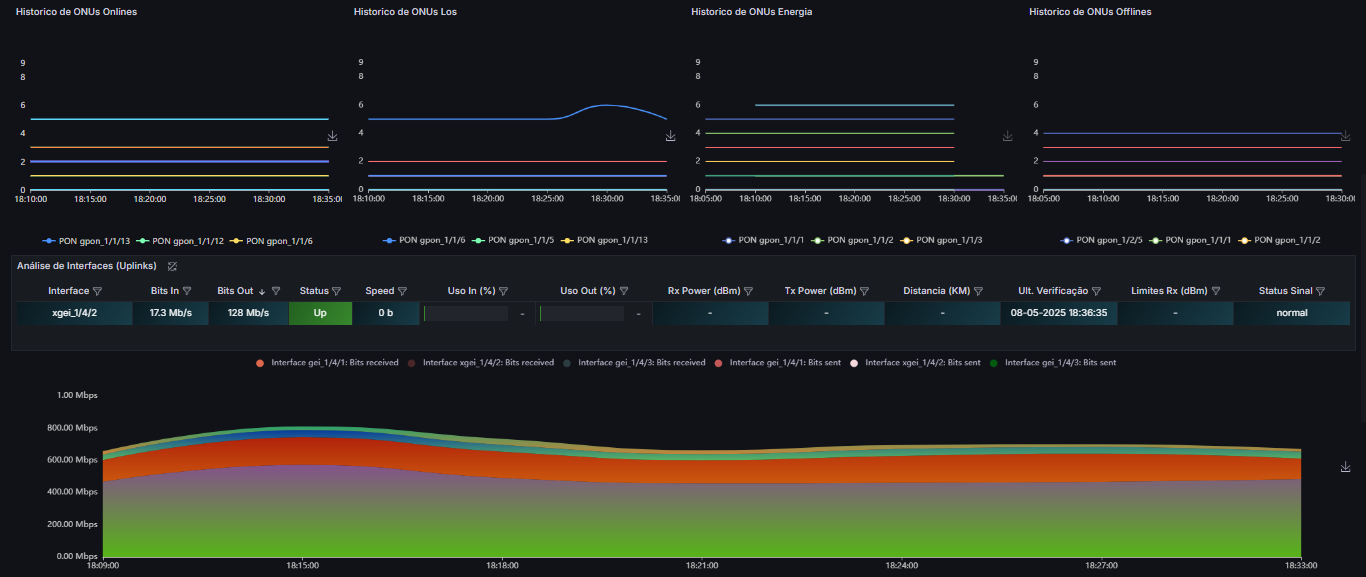 Historico de ONUs Onlines
9
8
6
4
2
0
18:10:00 18:15:00 18:20:00 18:25:00 18:30:00 18:35:00
PON gpon_1/1/13 PON gpon_1/1/12 PON gpon_1/1/6
Historico de ONUs Los
9
8
6
4
2
0
18:10:00 18:15:00 18:20:00 18:25:00 18:30:00 18:35:00
PON gpon_1/1/6 PON gpon_1/1/5 PON gpon_1/1/13
Historico de ONUs Energia
9
8
6
4
2
0
18:05:00 18:10:00 18:15:00 18:20:00 18:25:00 18:30:00 18:35:00
PON gpon_1/1/1 PON gpon_1/1/2 PON gpon_1/1/3
Historico de ONUs Offlines
9
8
6
4
2
0
18:05:00 18:10:00 18:15:00 18:20:00 18:25:00 18:30:00
PON gpon_1/2/5 PON gpon_1/1/1 PON gpon_1/1/2
Análise de Interfaces (Uplinks)
Interface Bits In Bits Out ↓ Status Speed Uso In (%) Uso Out (%) Rx Power (dBm) Tx Power (dBm) Distancia (KM) Ult. Verificação Limites Rx (dBm) Status Sinal
xgei_1/4/2 17.3 Mb/s 128 Mb/s Up 0 b - - - - - 08-05-2025 18:36:35 - normal
Interface gei_1/4/1: Bits received Interface xgei_1/4/2: Bits received Interface gei_1/4/3: Bits received Interface gei_1/4/1: Bits sent Interface xgei_1/4/2: Bits sent Interface gei_1/4/3: Bits sent
1.00 Mbps
800.00 Mbps
600.00 Mbps
400.00 Mbps
200.00 Mbps
0.00 Mbps
18:09:00 18:15:00 18:18:00 18:21:00 18:24:00 18:27:00 18:33:00